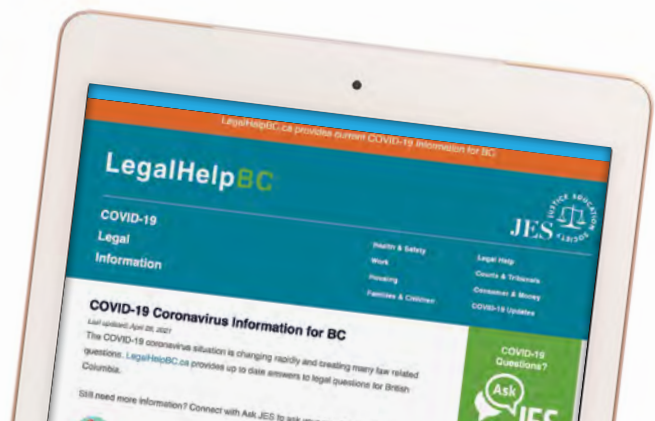 LegalHelpBC.ca provides current COVID-19 Information for BC
LegalHelpBC
JUSTICE EDUCATION SOCIETY
JES
COVID-19
Legal
Information
Health & Safety
Work
Housing
Families & Children
Legal Help
Courts & Tribunals
Consumer & Money
COVID-19 Updates
COVID-19 Coronavirus Information for BC
Last updated: April 28, 2021
The COVID-19 coronavirus situation is changing rapidly and creating many law related
questions. LegalHelpBC.ca provides up to date answers to legal questions for British
Columbia.
Still need more information? Connect with Ask JES to ask
COVID-19
Questions?
Ask
JES